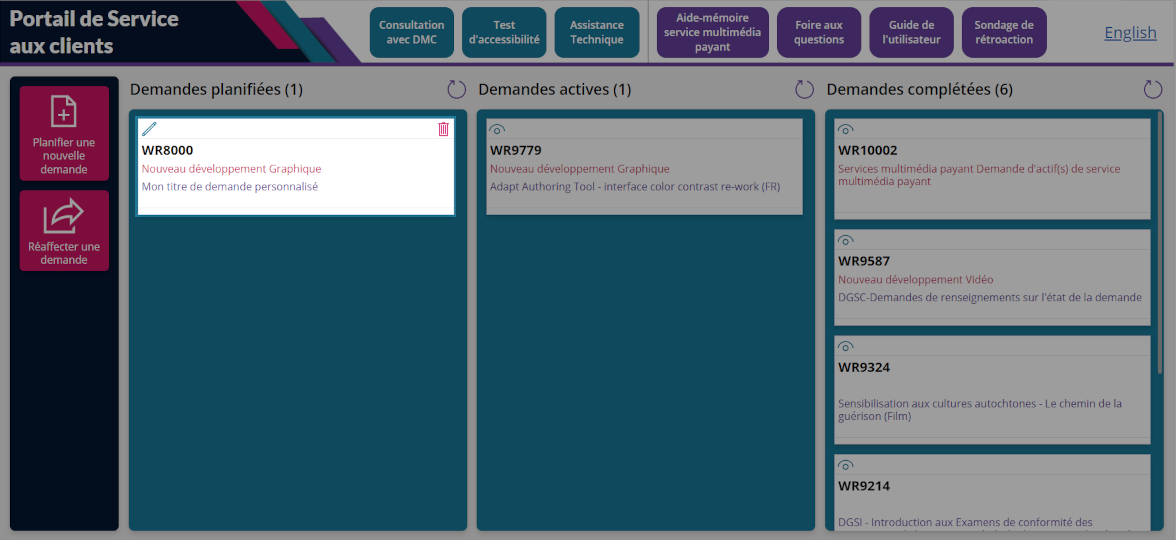 Portail de Service
aux clients
Consultation
avec DMC
Test
d'accessibilité
Assistance
Technique
Aide-mémoire
service multimédia
payant
Foire aux
questions
Guide de
l'utilisateur
Sondage de
rétroaction
English
Planifier une
nouvelle
demande
Réaffecter une
demande
Demandes planifiées (1)
WR8000
Nouveau développement Graphique
Mon titre de demande personnalisé
Demandes actives (1)
WR9779
Nouveau développement Graphique
Adapt Authoring Tool - interface color contrast re-work (FR)
Demandes complétées (6)
WR10002
Services multimédia payant Demande d'actif(s) de service
multimédia payant
WR9587
Nouveau développement Vidéo
DGSC-Demandes de renseignements sur l'état de la demande
WR9324
Sensibilisation aux cultures autochtones - Le chemin de la
guérison (Film)
WR9214
DGSI - Introduction aux Examens de conformité des